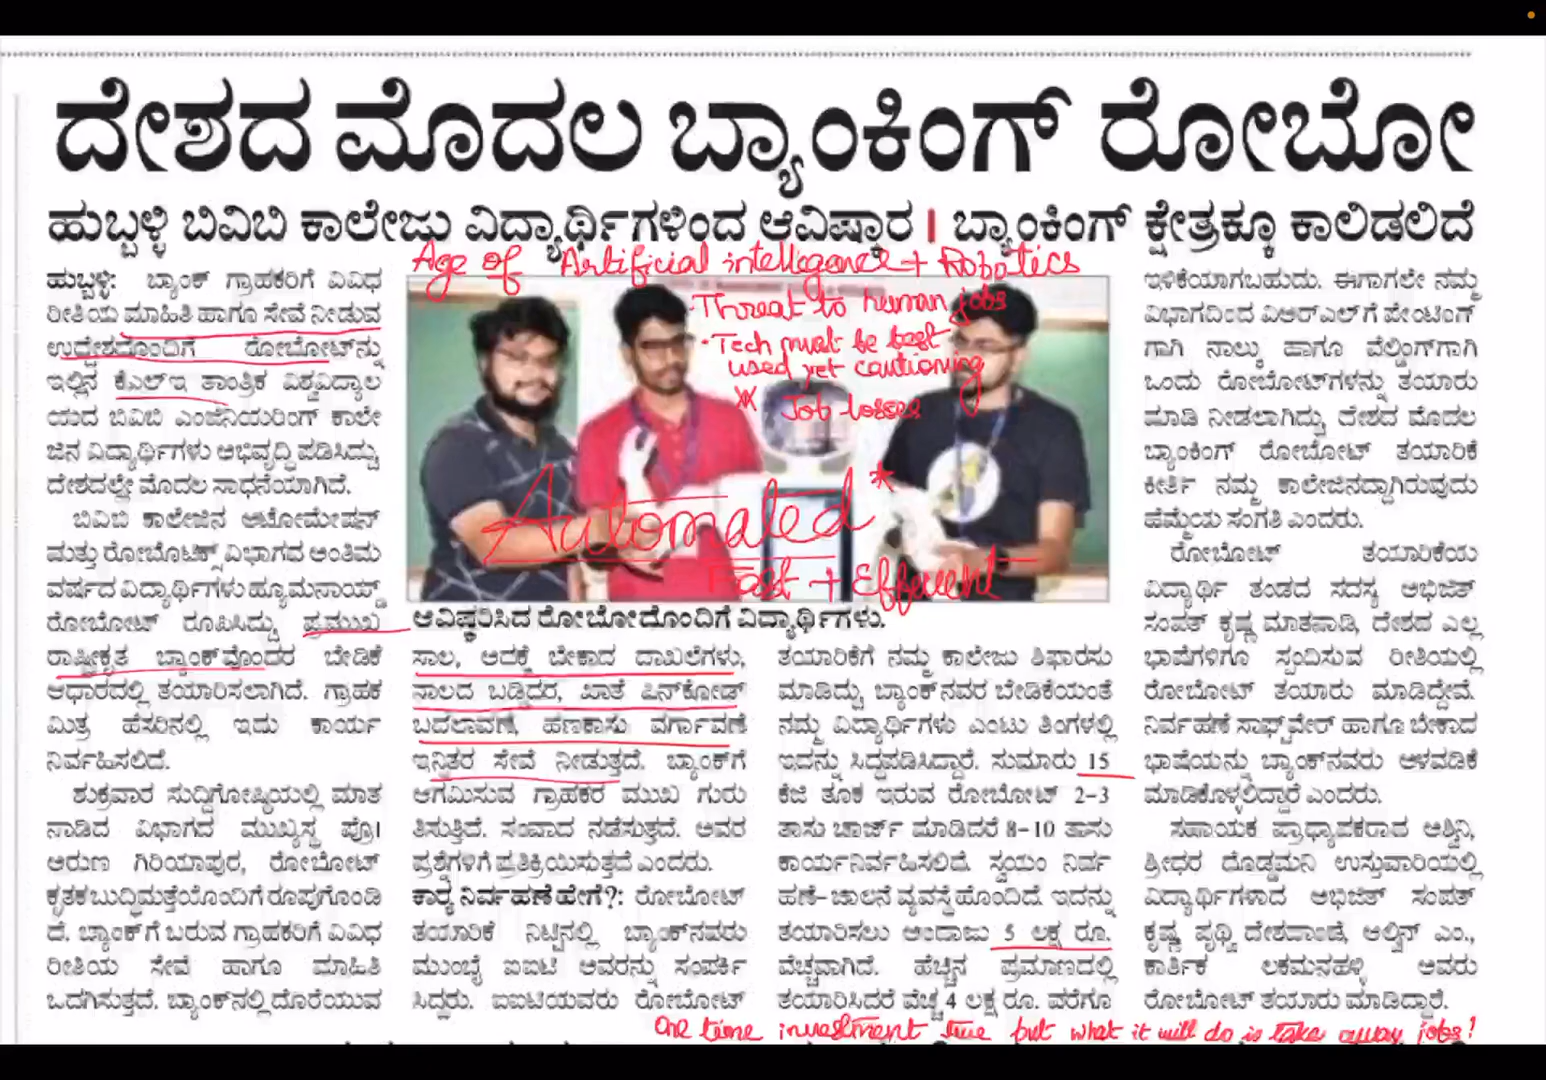 ದೇಶದ ಮೊದಲ ಬ್ಯಾಂಕಿಂಗ್ ರೋಬೋ
ಹುಬ್ಬಳ್ಳಿ ಬಿವಿಬಿ ಕಾಲೇಜು ವಿದ್ಯಾರ್ಥಿಗಳಿಂದ ಆವಿಷ್ಕಾರ | ಬ್ಯಾಂಕಿಂಗ್ ಕ್ಷೇತ್ರಕ್ಕೂ ಕಾಲಿಡಲಿದೆ
Age of Artificial intelligence + Robotics
• Threat to human jobs
• Tech must be best
used yet cautioning
Job losses
Automated *
Fast + Efficient
ಹುಬ್ಬಳ್ಳಿ: ಬ್ಯಾಂಕ್ ಗ್ರಾಹಕರಿಗೆ ವಿವಿಧ
ರೀತಿಯ ಮಾಹಿತಿ ಹಾಗೂ ಸೇವೆ ನೀಡುವ
ಉದ್ದೇಶದೊಂದಿಗೆ ರೋಬೋಟ್‌ನ್ನು
ಇಲ್ಲಿನ ಕೆಎಲ್‌ಇ ತಾಂತ್ರಿಕ ವಿಶ್ವವಿದ್ಯಾಲ
ಯದ ಬಿವಿಬಿ ಎಂಜಿನಿಯರಿಂಗ್ ಕಾಲೇ
ಜಿನ ವಿದ್ಯಾರ್ಥಿಗಳು ಅಭಿವೃದ್ಧಿ ಪಡಿಸಿದ್ದು
ದೇಶದಲ್ಲೇ ಮೊದಲ ಸಾಧನೆಯಾಗಿದೆ.
ಬಿವಿಬಿ ಕಾಲೇಜಿನ ಆಟೋಮೇಷನ್
ಮತ್ತು ರೋಬೊಟಿಕ್ಸ್ ವಿಭಾಗದ ಅಂತಿಮ
ವರ್ಷದ ವಿದ್ಯಾರ್ಥಿಗಳು ಹ್ಯೂಮನಾಯ್ಡ್
ರೋಬೋಟ್ ರೂಪಿಸಿದ್ದು, ಪ್ರಮುಖ
ರಾಷ್ಟ್ರೀಕೃತ ಬ್ಯಾಂಕ್‌ವೊಂದರ ಬೇಡಿಕೆ
ಆಧಾರದಲ್ಲಿ ತಯಾರಿಸಲಾಗಿದೆ. ಗ್ರಾಹಕ
ಮಿತ್ರ ಹೆಸರಿನಲ್ಲಿ ಇದು ಕಾರ್ಯ
ನಿರ್ವಹಿಸಲಿದೆ.
ಶುಕ್ರವಾರ ಸುದ್ದಿಗೋಷ್ಠಿಯಲ್ಲಿ ಮಾತ
ನಾಡಿದ ವಿಭಾಗದ ಮುಖ್ಯಸ್ಥ ಪ್ರೊ।
ಅರುಣ ಗಿರಿಯಾಪುರ, ರೋಬೋಟ್
ಕೃತಕ ಬುದ್ಧಿಮತ್ತೆಯೊಂದಿಗೆ ರೂಪುಗೊಂಡಿ
ದೆ. ಬ್ಯಾಂಕ್‌ಗೆ ಬರುವ ಗ್ರಾಹಕರಿಗೆ ವಿವಿಧ
ರೀತಿಯ ಸೇವೆ ಹಾಗೂ ಮಾಹಿತಿ
ಒದಗಿಸುತ್ತದೆ. ಬ್ಯಾಂಕ್‌ನಲ್ಲಿ ದೊರೆಯುವ
ಆವಿಷ್ಕರಿಸಿದ ರೋಬೋದೊಂದಿಗೆ ವಿದ್ಯಾರ್ಥಿಗಳು.
ಸಾಲ, ಅದಕ್ಕೆ ಬೇಕಾದ ದಾಖಲೆಗಳು,
ಸಾಲದ ಬಡ್ಡಿದರ, ಖಾತೆ ಪಿನ್‌ಕೋಡ್
ಬದಲಾವಣೆ, ಹಣಕಾಸು ವರ್ಗಾವಣೆ
ಇನ್ನಿತರ ಸೇವೆ ನೀಡುತ್ತದೆ. ಬ್ಯಾಂಕ್‌ಗೆ
ಆಗಮಿಸುವ ಗ್ರಾಹಕರ ಮುಖ ಗುರು
ತಿಸುತ್ತಿದೆ. ಸಂವಾದ ನಡೆಸುತ್ತದೆ. ಅವರ
ಪ್ರಶ್ನೆಗಳಿಗೆ ಪ್ರತಿಕ್ರಿಯಿಸುತ್ತದೆ ಎಂದರು.
ಕಾರ್ಯ ನಿರ್ವಹಣೆ ಹೇಗೆ?: ರೋಬೋಟ್
ತಯಾರಿಕೆ ನಿಟ್ಟಿನಲ್ಲಿ ಬ್ಯಾಂಕ್‌ನವರು
ಮುಂಬೈ ಐಐಟಿ ಅವರನ್ನು ಸಂಪರ್ಕಿ
ಸಿದ್ದರು. ಐಐಟಿಯವರು ರೋಬೋಟ್
ತಯಾರಿಕೆಗೆ ನಮ್ಮ ಕಾಲೇಜು ಶಿಫಾರಸು
ಮಾಡಿದ್ದು, ಬ್ಯಾಂಕ್‌ನವರ ಬೇಡಿಕೆಯಂತೆ
ನಮ್ಮ ವಿದ್ಯಾರ್ಥಿಗಳು ಎಂಟು ತಿಂಗಳಲ್ಲಿ
ಇದನ್ನು ಸಿದ್ದಪಡಿಸಿದ್ದಾರೆ. ಸುಮಾರು 15
ಕೆಜಿ ತೂಕ ಇರುವ ರೋಬೋಟ್ 2-3
ತಾಸು ಚಾರ್ಜ್ ಮಾಡಿದರೆ 8-10 ತಾಸು
ಕಾರ್ಯನಿರ್ವಹಿಸಲಿದೆ. ಸ್ವಯಂ ನಿರ್ವ
ಹಣೆ-ಚಾಲನೆ ವ್ಯವಸ್ಥೆ ಹೊಂದಿದೆ. ಇದನ್ನು
ತಯಾರಿಸಲು ಅಂದಾಜು 5 ಲಕ್ಷ ರೂ.
ವೆಚ್ಚವಾಗಿದೆ. ಹೆಚ್ಚಿನ ಪ್ರಮಾಣದಲ್ಲಿ
ತಯಾರಿಸಿದರೆ ವೆಚ್ಚ 4 ಲಕ್ಷ ರೂ. ವರೆಗೂ
ಇಳಿಕೆಯಾಗಬಹುದು. ಈಗಾಗಲೇ ನಮ್ಮ
ವಿಭಾಗದಿಂದ ವಿಆರ್‌ಎಲ್‌ಗೆ ಪೇಂಟಿಂಗ್
ಗಾಗಿ ನಾಲ್ಕು ಹಾಗೂ ವೆಲ್ಡಿಂಗ್‌ಗಾಗಿ
ಒಂದು ರೋಬೋಟ್‌ಗಳನ್ನು ತಯಾರು
ಮಾಡಿ ನೀಡಲಾಗಿದ್ದು, ದೇಶದ ಮೊದಲ
ಬ್ಯಾಂಕಿಂಗ್ ರೋಬೋಟ್ ತಯಾರಿಕೆ
ಕೀರ್ತಿ ನಮ್ಮ ಕಾಲೇಜಿನದ್ದಾಗಿರುವುದು
ಹೆಮ್ಮೆಯ ಸಂಗತಿ ಎಂದರು.
ರೋಬೋಟ್ ತಯಾರಿಕೆಯ
ವಿದ್ಯಾರ್ಥಿ ತಂಡದ ಸದಸ್ಯ ಅಭಿಜಿತ್
ಸಂಪತ್ ಕೃಷ್ಣ ಮಾತನಾಡಿ, ದೇಶದ ಎಲ್ಲ
ಭಾಷೆಗಳಿಗೂ ಸ್ಪಂದಿಸುವ ರೀತಿಯಲ್ಲಿ
ರೋಬೋಟ್ ತಯಾರು ಮಾಡಿದ್ದೇವೆ.
ನಿರ್ವಹಣೆ ಸಾಫ್ಟ್‌ವೇರ್ ಹಾಗೂ ಬೇಕಾದ
ಭಾಷೆಯನ್ನು ಬ್ಯಾಂಕ್‌ನವರು ಅಳವಡಿಕೆ
ಮಾಡಿಕೊಳ್ಳಲಿದ್ದಾರೆ ಎಂದರು.
ಸಹಾಯಕ ಪ್ರಾಧ್ಯಾಪಕರಾದ ಅಶ್ವಿನಿ,
ಶ್ರೀಧರ ದೊಡ್ಡಮನಿ ಉಸ್ತುವಾರಿಯಲ್ಲಿ
ವಿದ್ಯಾರ್ಥಿಗಳಾದ ಅಭಿಜಿತ್ ಸಂಪತ್
ಕೃಷ್ಣ, ಪೃಥ್ವಿ ದೇಶಪಾಂಡೆ, ಆಲ್ವಿನ್ ಎಂ.,
ಕಾರ್ತಿಕ ಲಕಮನಹಳ್ಳಿ ಅವರು
ರೋಬೋಟ್ ತಯಾರು ಮಾಡಿದ್ದಾರೆ.
One time investment true but what it will do is take away jobs!